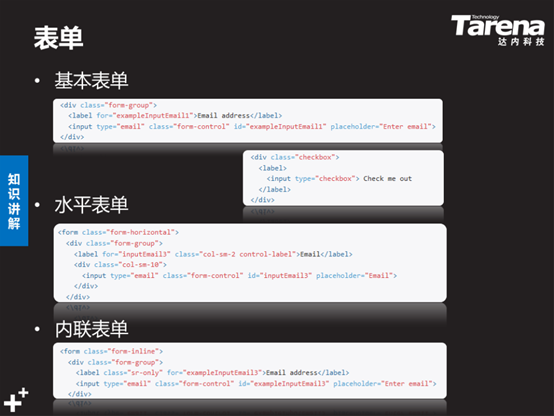 表单
Technology
Tarena
达内科技
• 基本表单
<div class="form-group">
<label for="exampleInputEmail1">Email address</label>
<input type="email" class="form-control" id="exampleInputEmail1" placeholder="Enter email">
</div>
<div class="checkbox">
<label>
<input type="checkbox"> Check me out
</label>
</div>
知识讲解
• 水平表单
<form class="form-horizontal">
<div class="form-group">
<label for="inputEmail3" class="col-sm-2 control-label">Email</label>
<div class="col-sm-10">
<input type="email" class="form-control" id="inputEmail3" placeholder="Email">
</div>
</div>
• 内联表单
<form class="form-inline">
<div class="form-group">
<label class="sr-only" for="exampleInputEmail3">Email address</label>
<input type="email" class="form-control" id="exampleInputEmail3" placeholder="Enter email">
</div>